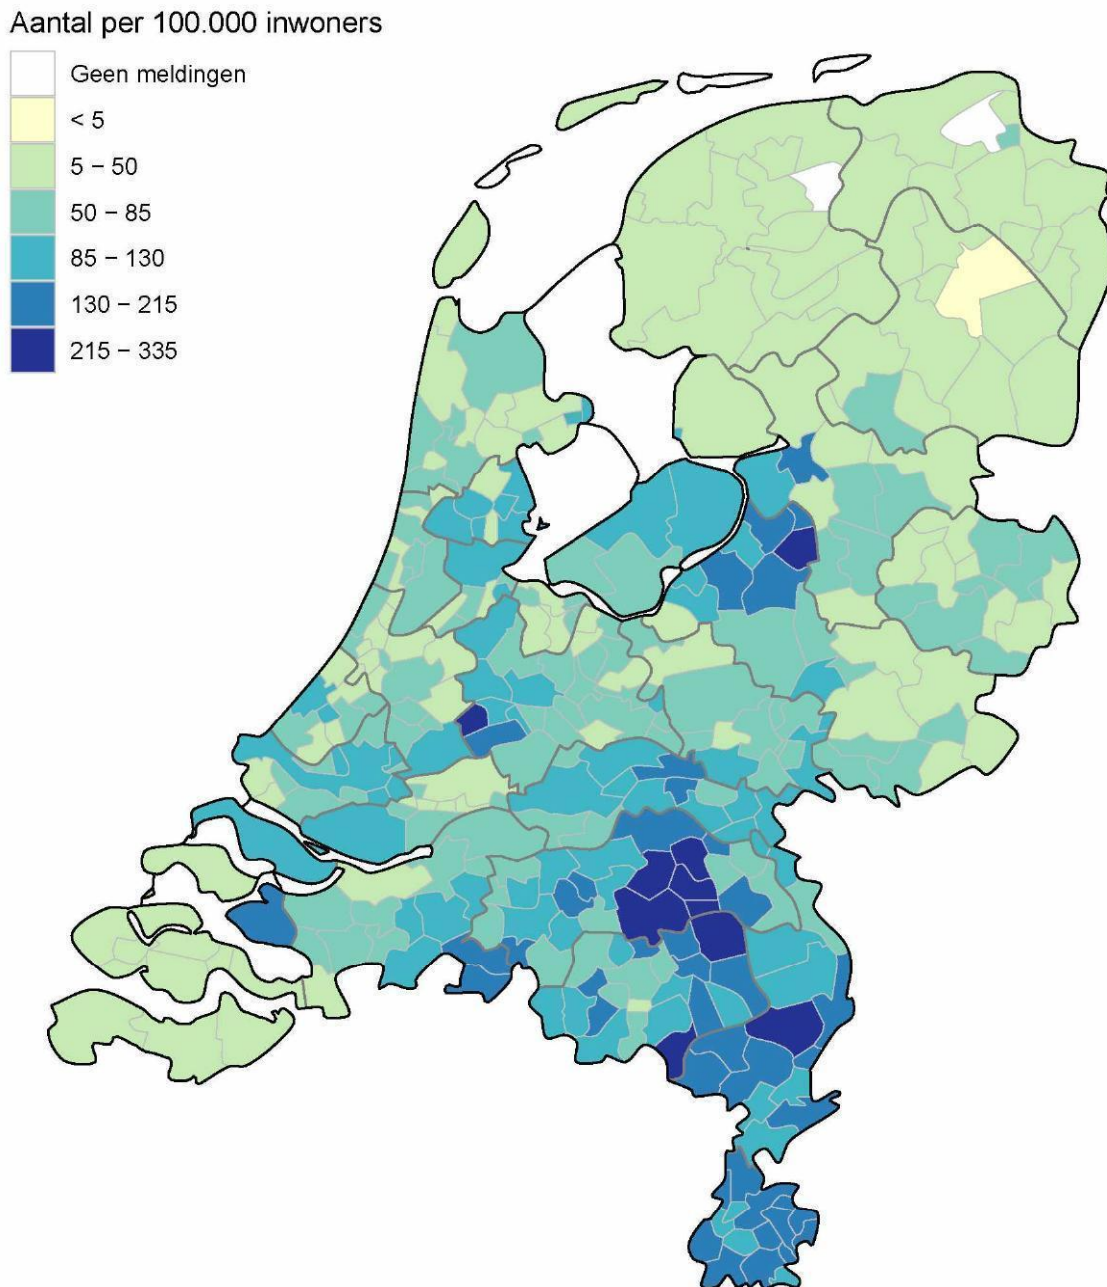 Aantal per 100.000 inwoners
Geen meldingen
< 5
5 − 50
50 − 85
85 − 130
130 − 215
215 − 335